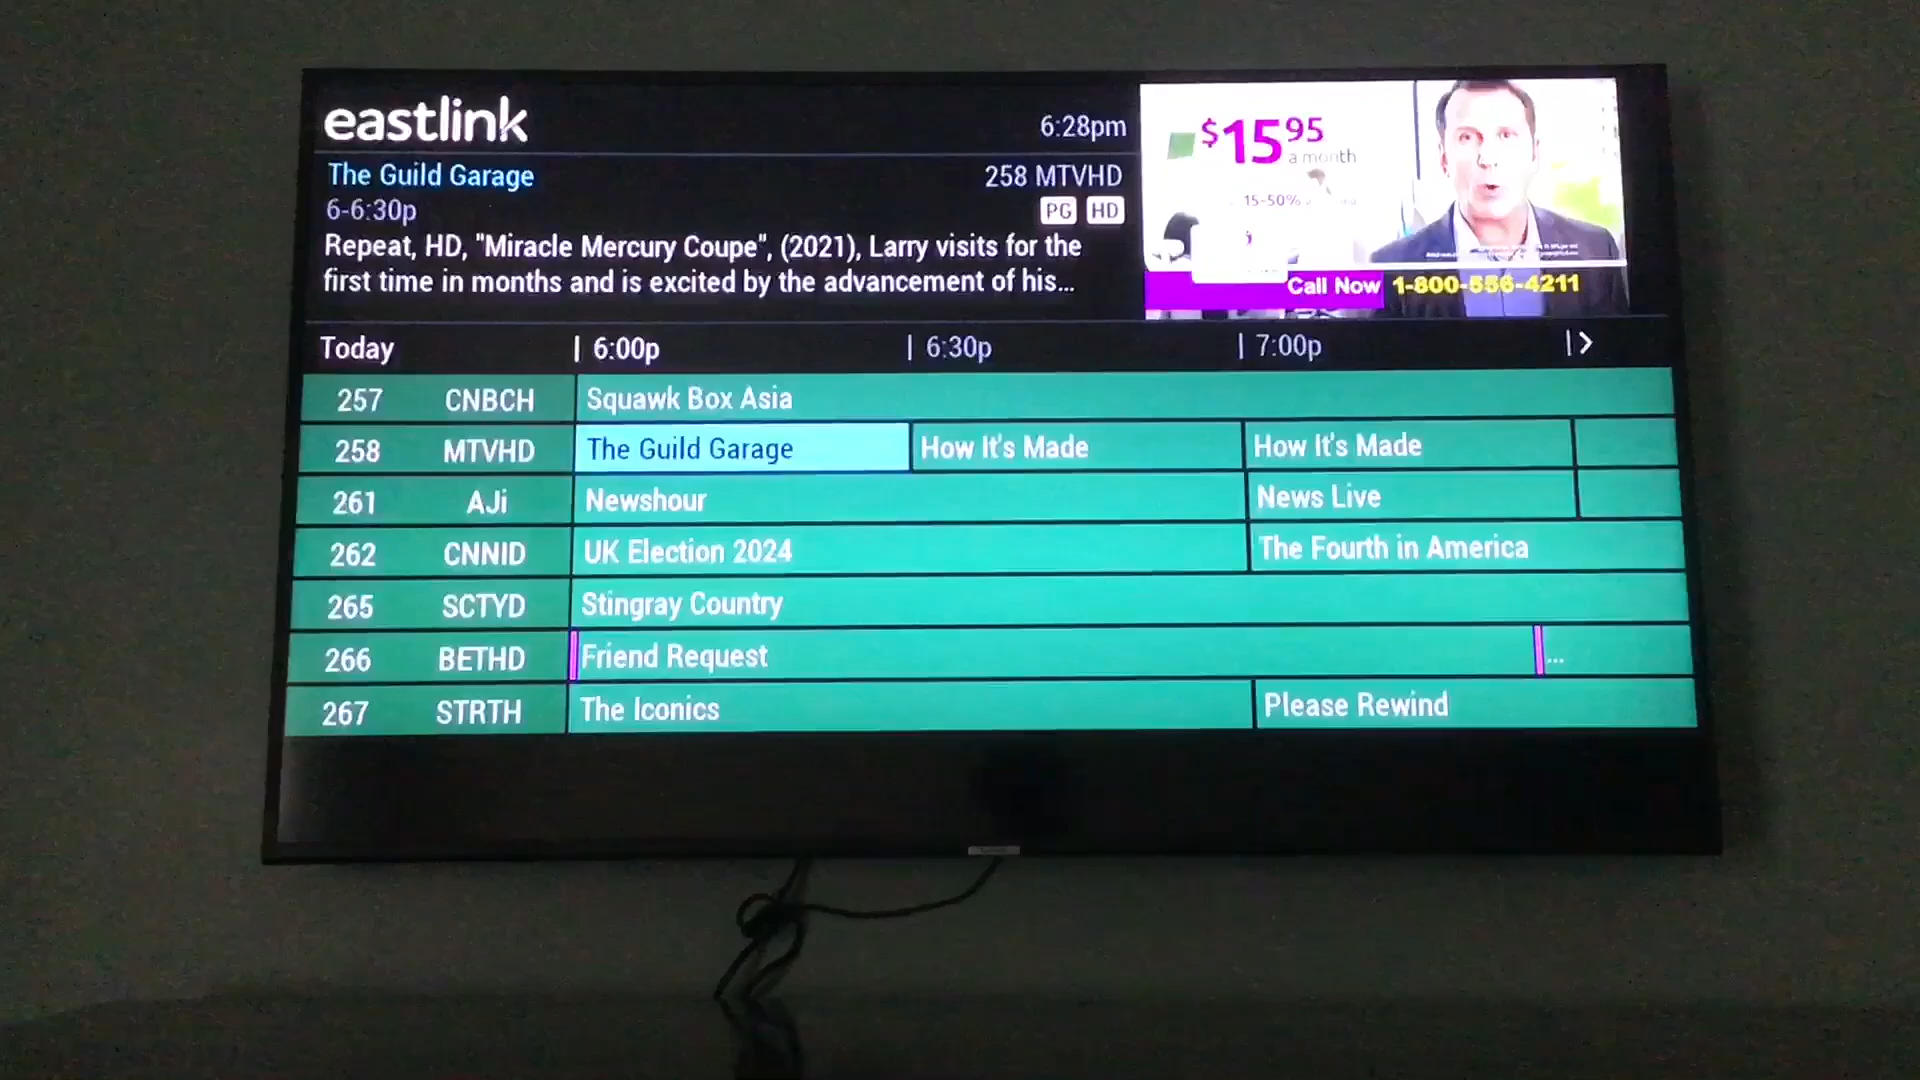 eastlink
6:28pm
The Guild Garage
258 MTVHD
6-6:30p
PG HD
Repeat, HD, "Miracle Mercury Coupe", (2021), Larry visits for the
first time in months and is excited by the advancement of his...
$15 95
a month
15-50%
Call Now 1-800-556-4211
Today | 6:00p | 6:30p | 7:00p |>
257 CNBCH Squawk Box Asia
258 MTVHD The Guild Garage How It's Made How It's Made
261 AJi Newshour News Live
262 CNNID UK Election 2024 The Fourth in America
265 SCTYD Stingray Country
266 BETHD Friend Request ...
267 STRTH The Iconics Please Rewind